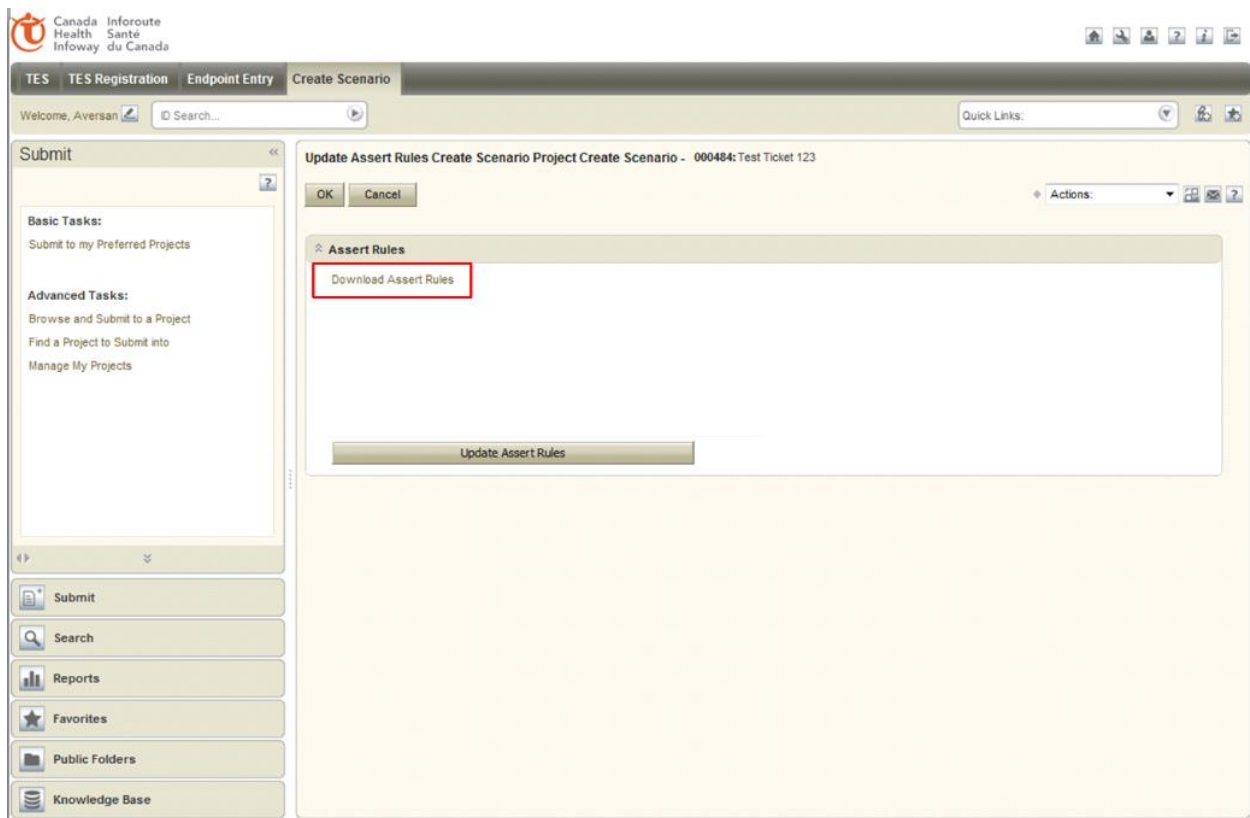 Canada Inforoute
Health Santé
Infoway du Canada
TES TES Registration Endpoint Entry Create Scenario
Welcome, Aversan ID Search... Quick Links:
Submit
Basic Tasks:
Submit to my Preferred Projects
Advanced Tasks:
Browse and Submit to a Project
Find a Project to Submit into
Manage My Projects
Submit
Search
Reports
Favorites
Public Folders
Knowledge Base
Update Assert Rules Create Scenario Project Create Scenario - 000484: Test Ticket 123
OK Cancel Actions:
Assert Rules
Download Assert Rules
Update Assert Rules